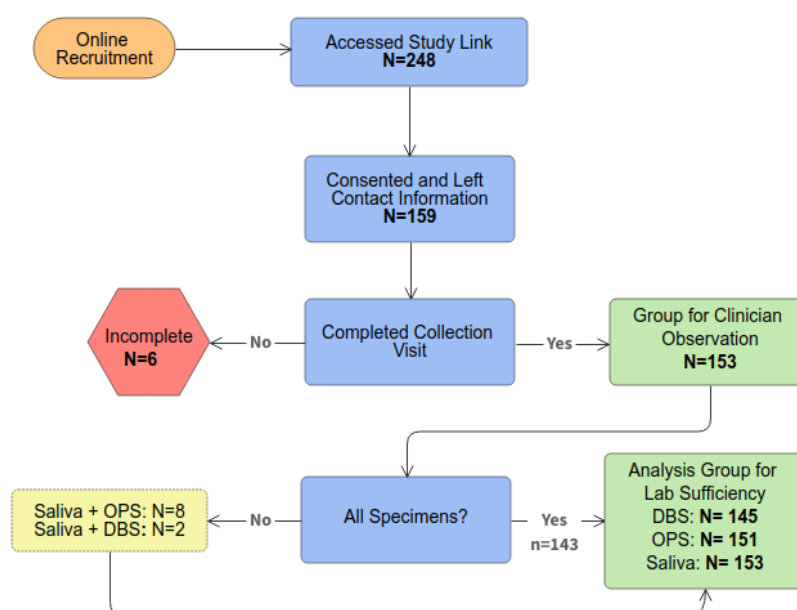 Online
Recruitment
Accessed Study Link
N=248
Consented and Left
Contact Information
N=159
Incomplete
N=6
No
Completed Collection
Visit
Yes
Group for Clinician
Observation
N=153
Saliva + OPS: N=8
Saliva + DBS: N=2
No
All Specimens?
Yes
n=143
Analysis Group for
Lab Sufficiency
DBS: N= 145
OPS: N= 151
Saliva: N= 153